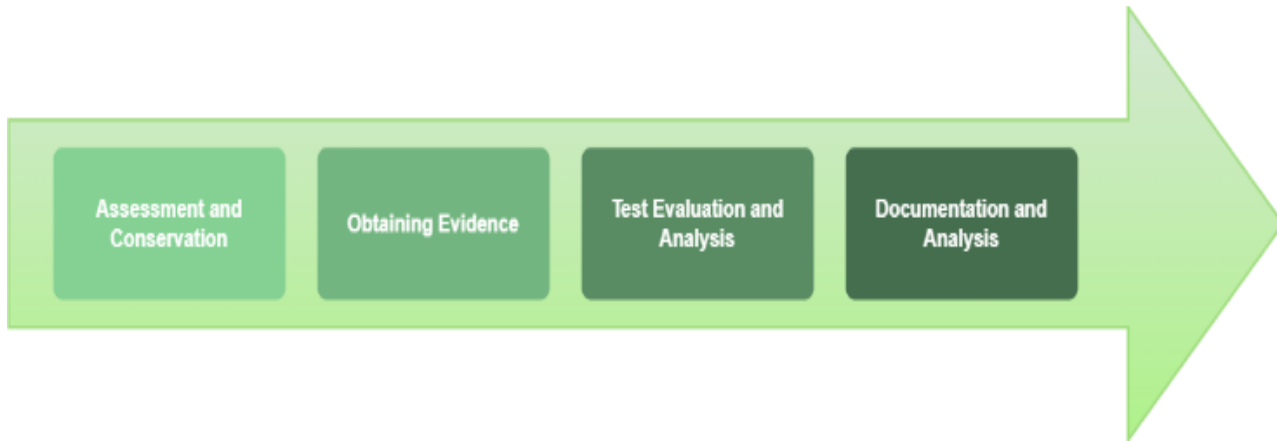 Assessment and
Conservation
Obtaining Evidence
Test Evaluation and
Analysis
Documentation and
Analysis